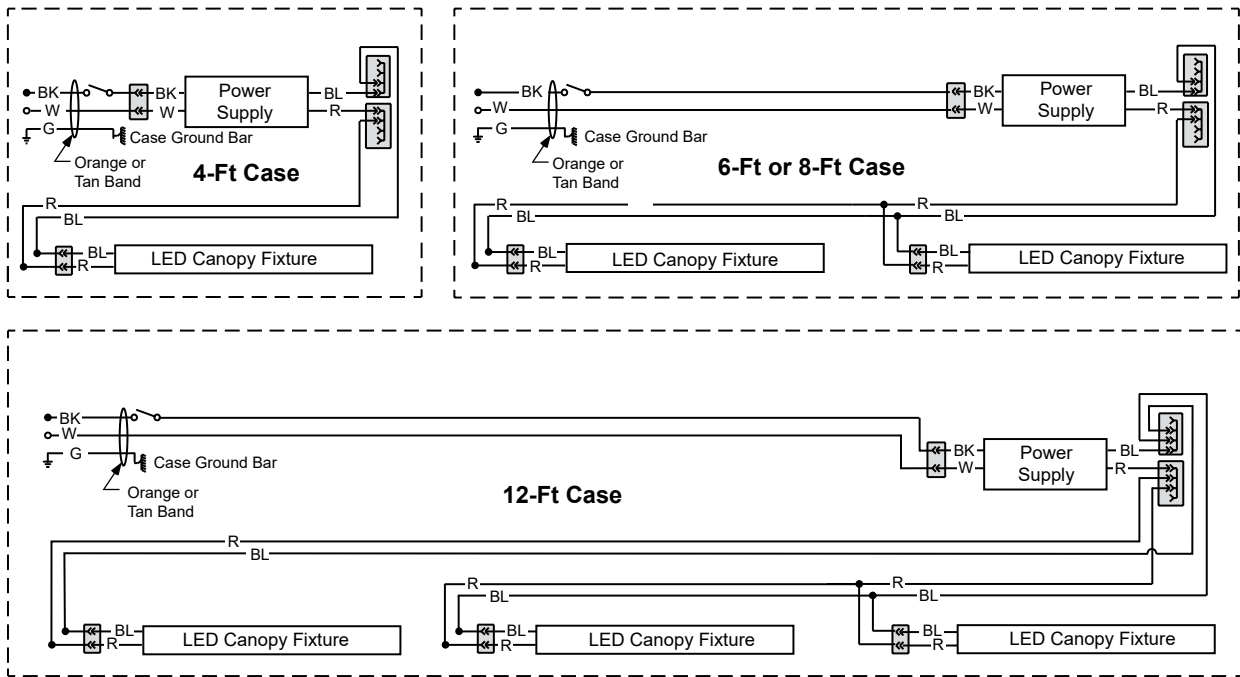 BK
BK
Power
Supply
BL
W
W
R
G
Case Ground Bar
Orange or
Tan Band
4-Ft Case
R
BL
BL
LED Canopy Fixture
R
BK
BK
Power
Supply
BL
W
W
R
G
Case Ground Bar
Orange or
Tan Band
6-Ft or 8-Ft Case
R
R
BL
BL
LED Canopy Fixture
R
BL
LED Canopy Fixture
R
BK
W
G
Case Ground Bar
Orange or
Tan Band
BK
Power
Supply
BL
W
R
12-Ft Case
R
BL
R
R
BL
BL
BL
LED Canopy Fixture
R
BL
LED Canopy Fixture
R
BL
LED Canopy Fixture
R